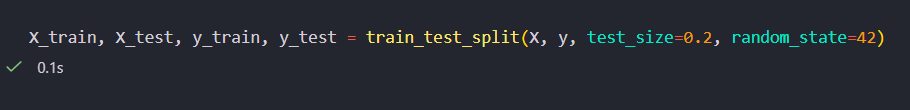 X_train, X_test, y_train, y_test = train_test_split(X, y, test_size=0.2, random_state=42)
0.1s